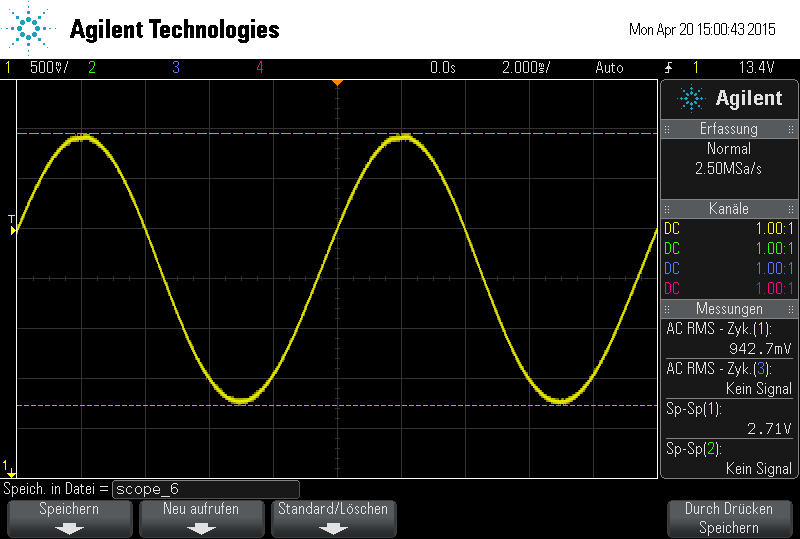 Agilent Technologies
Mon Apr 20 15:00:43 2015
1 500mV/ 2 3 4 0.0s 2.000ms/ Auto 1 13.4V
T
1
Agilent
Erfassung
Normal
2.50MSa/s
Kanäle
DC 1.00:1
DC 1.00:1
DC 1.00:1
DC 1.00:1
Messungen
AC RMS - Zyk.(1):
942.7mV
AC RMS - Zyk.(3):
Kein Signal
Sp-Sp(1):
2.71V
Sp-Sp(2):
Kein Signal
Speich. in Datei = scope_6
Speichern
Neu aufrufen
Standard/Löschen
Durch Drücken
Speichern